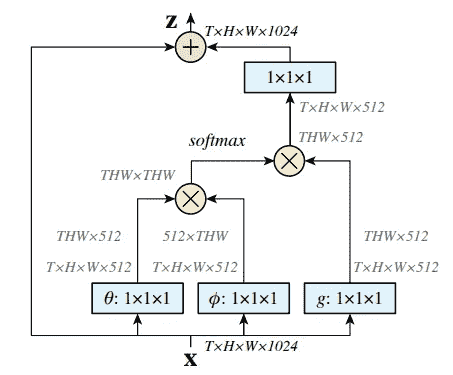 z
T×H×W×1024
+
1×1×1
T×H×W×512
softmax
THW×512
×
THW×THW
×
THW×512
512×THW
THW×512
T×H×W×512
T×H×W×512
T×H×W×512
θ: 1×1×1
ϕ: 1×1×1
g: 1×1×1
T×H×W×1024
x